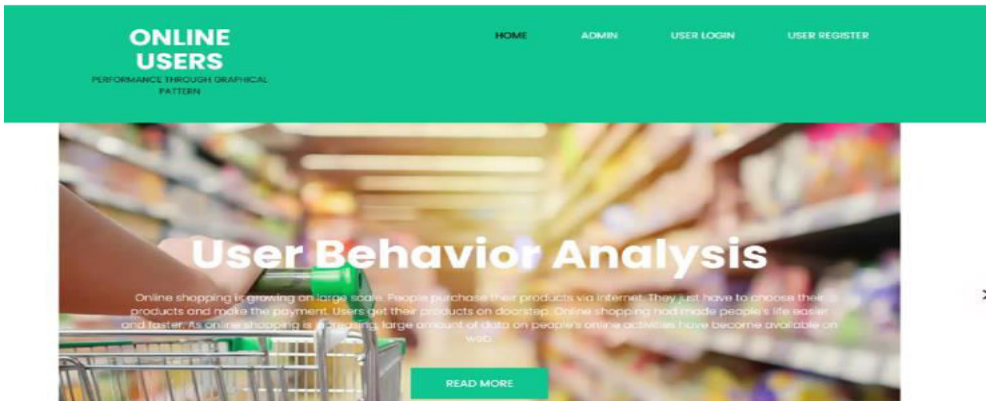 ONLINE
USERS
PERFORMANCE THROUGH GRAPHICAL
PATTERN
HOME ADMIN USER LOGIN USER REGISTER
User Behavior Analysis
Online shopping is growing on large scale. People purchase their products via internet. They just have to choose their
products and make the payment. Users get their products on doorstep. Online shopping had made people's life easier
and faster. As online shopping is increasing, large amount of data on people's online activities have become available on
web.
READ MORE